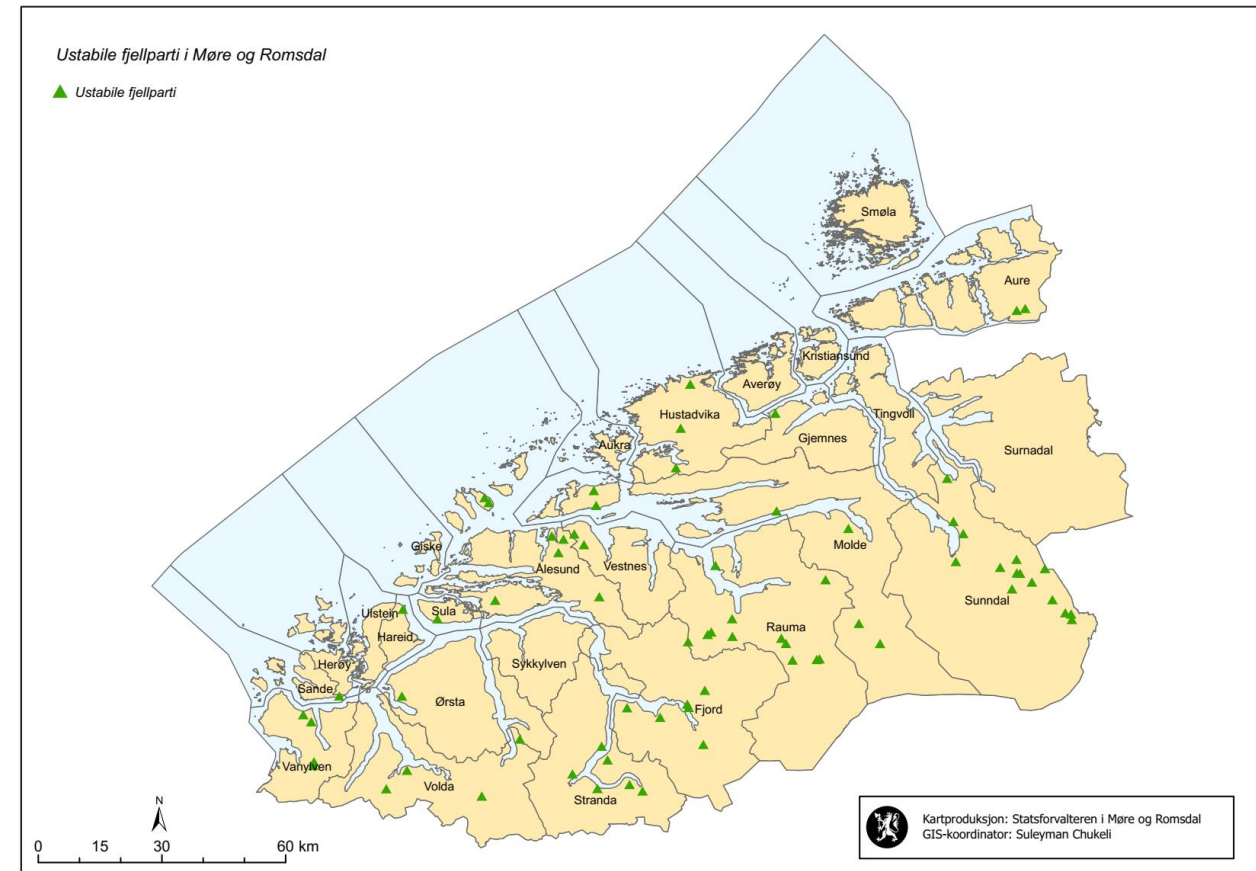 Ustabile fjellparti i Møre og Romsdal
Ustabile fjellparti
Smøla
Aure
Kristiansund
Averøy
Hustadvika
Tingvoll
Gjemnes
Aukra
Surnadal
Molde
Giske
Ålesund
Vestnes
Sunndal
Ulstein
Sula
Rauma
Hareid
Sykkylven
Herøy
Sande
Ørsta
Fjord
Vanylven
Volda
Stranda
N
0 15 30 60 km
Kartproduksjon: Statsforvalteren i Møre og Romsdal
GIS-koordinator: Suleyman Chukeli